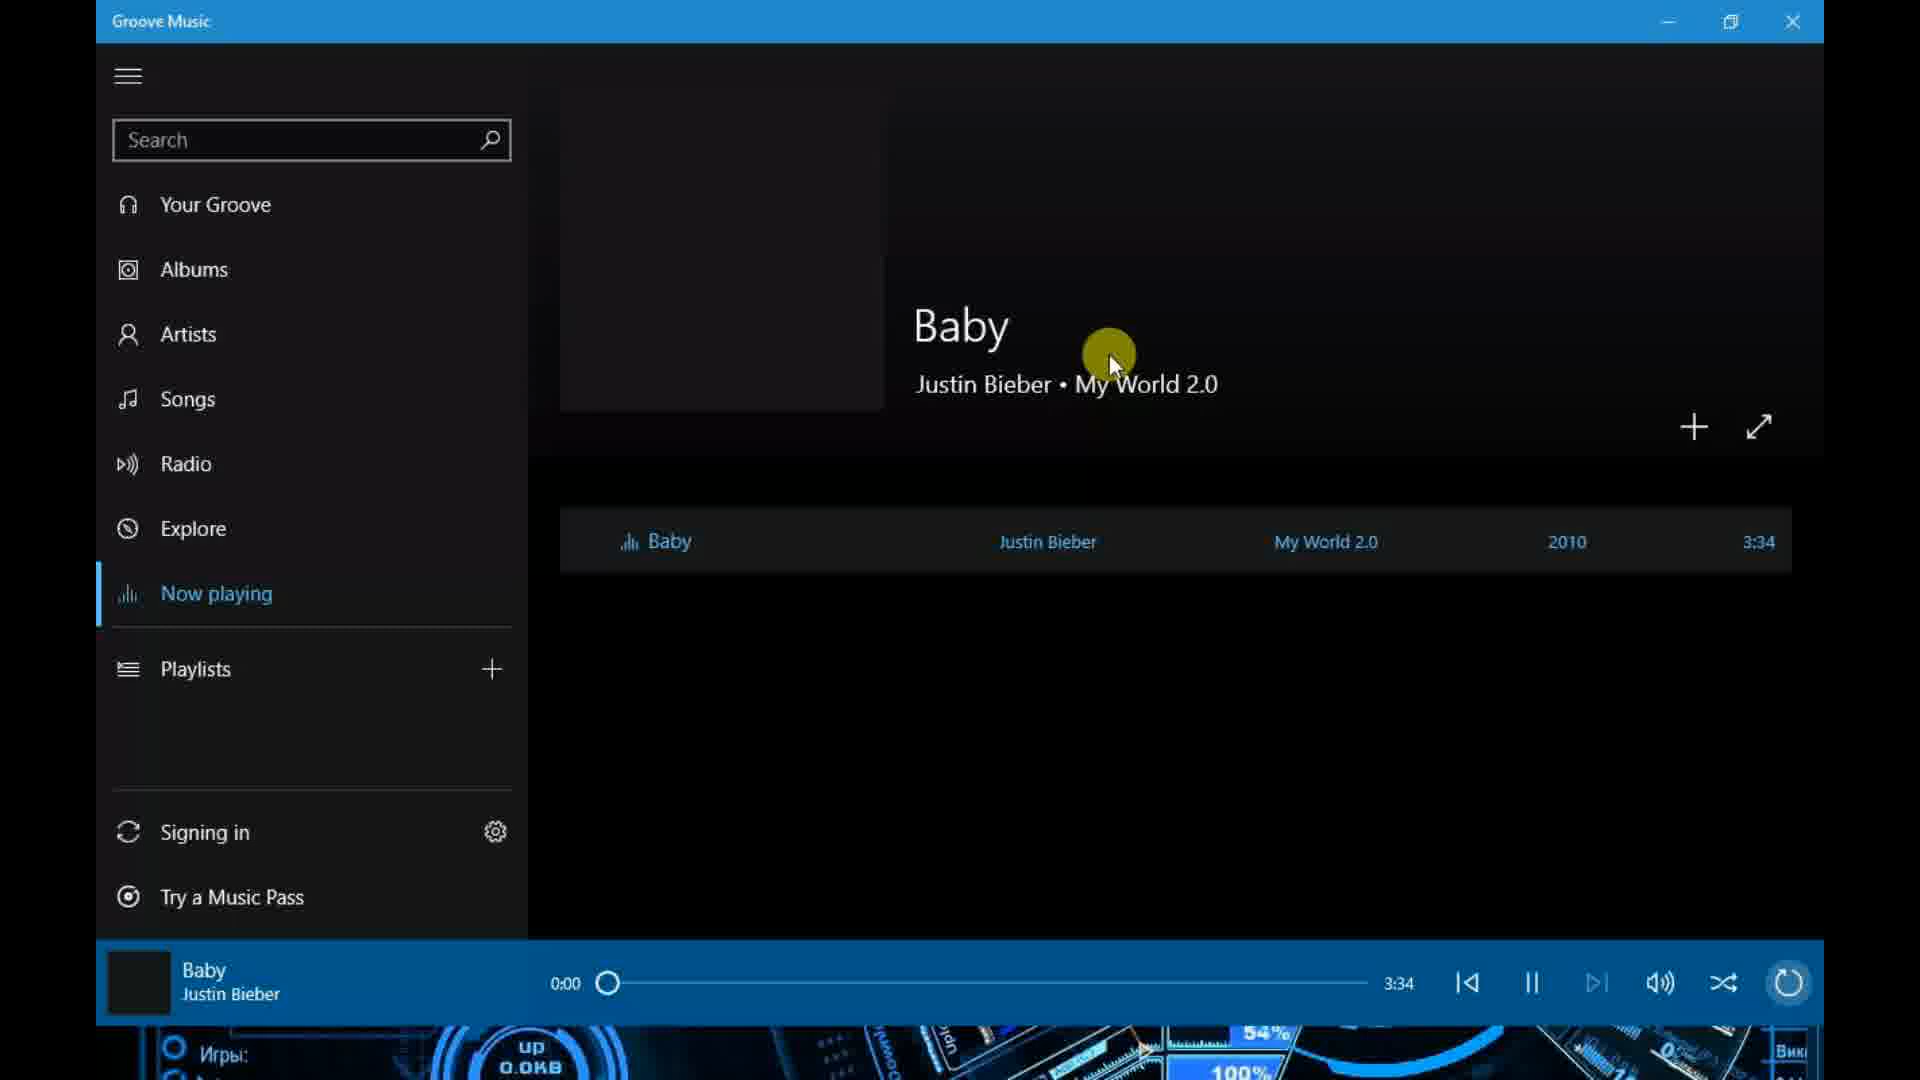 Groove Music
Search
Your Groove
Albums
Artists
Songs
Radio
Explore
Now playing
Playlists
Signing in
Try a Music Pass
Baby
Justin Bieber • My World 2.0
Baby Justin Bieber My World 2.0 2010 3:34
Baby
Justin Bieber
0:00
3:34
Игры:
up
0.0KB
54%
100%